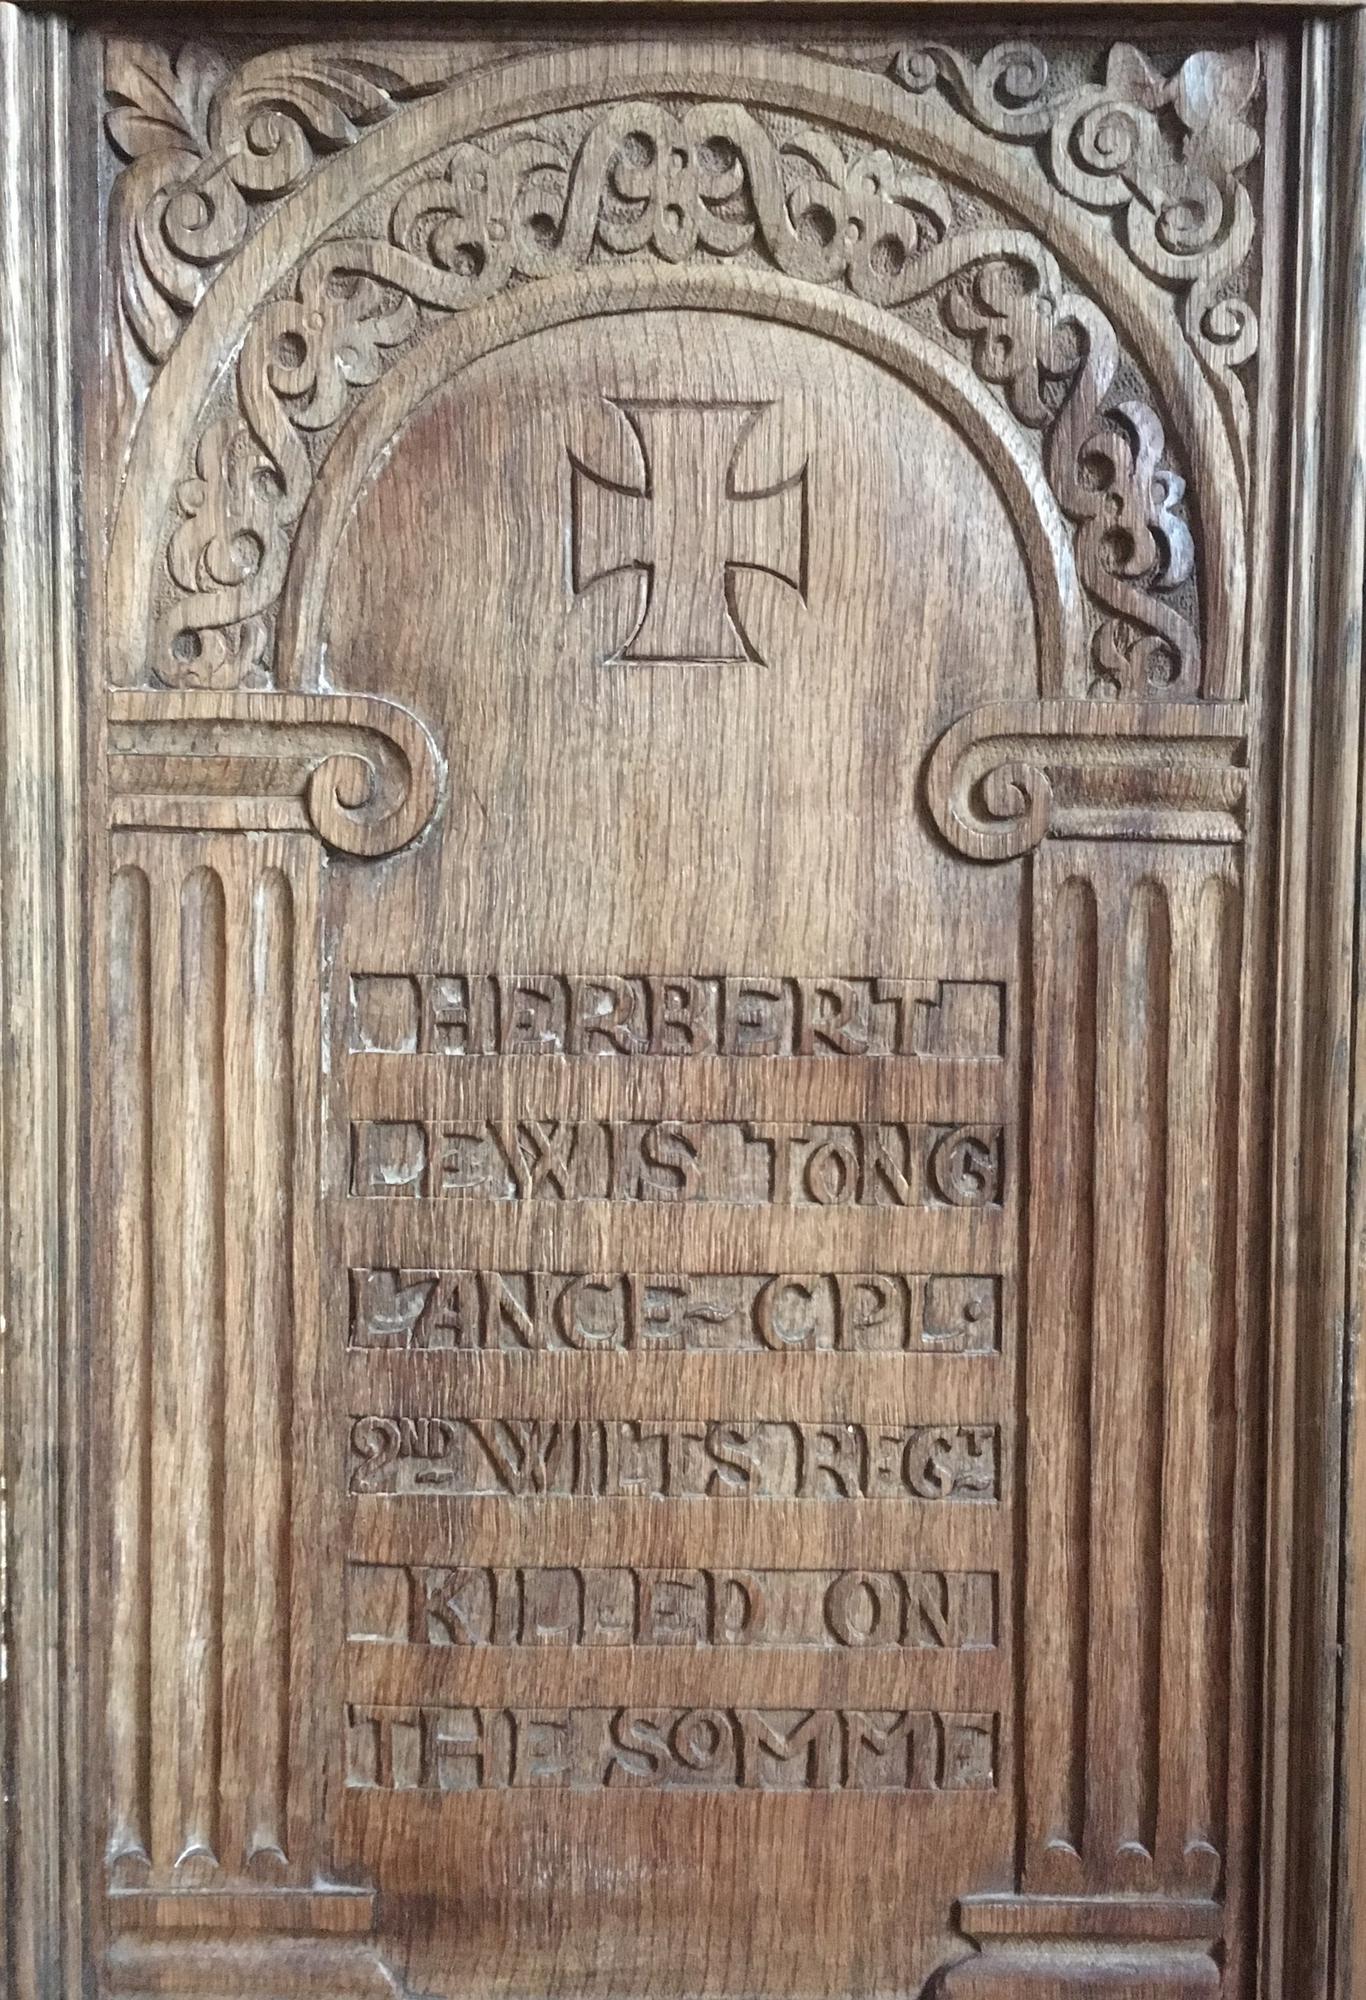 HERBERT
LEWIS TONG
LANCE~CPL.
2ND WILTS REGT
KILLED ON
THE SOMME